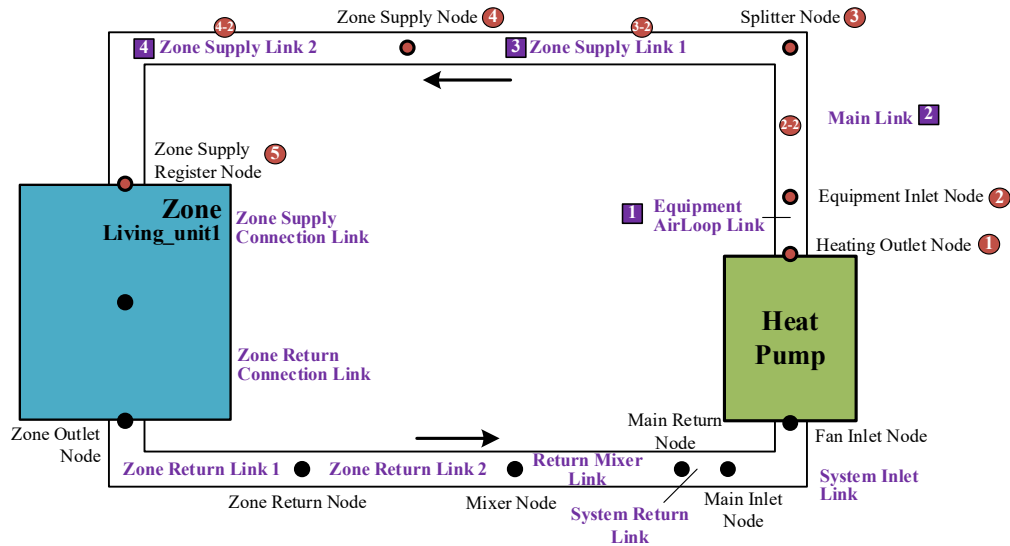 Zone Supply Node 4
Splitter Node 3
4-2
3-2
4 Zone Supply Link 2
3 Zone Supply Link 1
2-2
Main Link 2
Zone Supply
Register Node 5
Equipment Inlet Node 2
1 Equipment
AirLoop Link
Zone
Living_unit1
Zone Supply
Connection Link
Heating Outlet Node 1
Heat
Pump
Zone Return
Connection Link
Zone Outlet
Node
Main Return
Node
Fan Inlet Node
Zone Return Link 1
Zone Return Link 2
Return Mixer
Link
System Inlet
Link
Zone Return Node
Mixer Node
System Return
Link
Main Inlet
Node